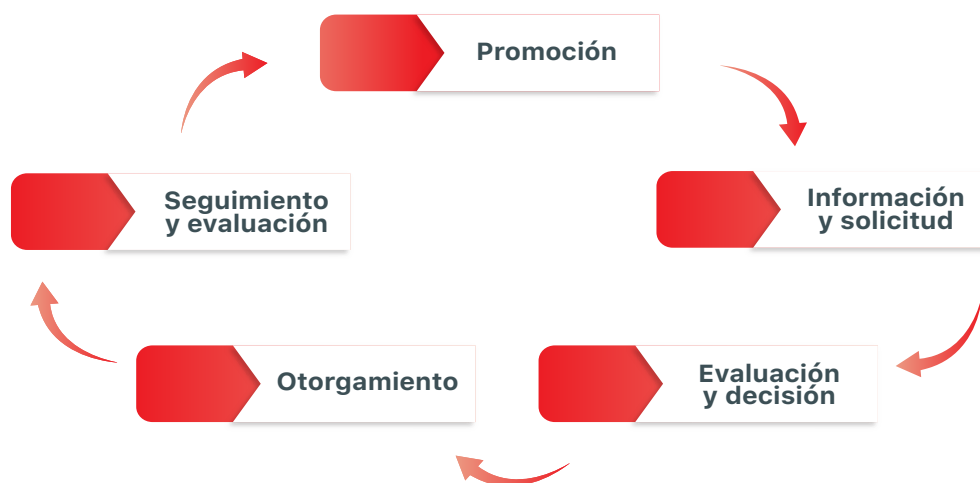 Promoción
Información
y solicitud
Evaluación
y decisión
Otorgamiento
Seguimiento
y evaluación